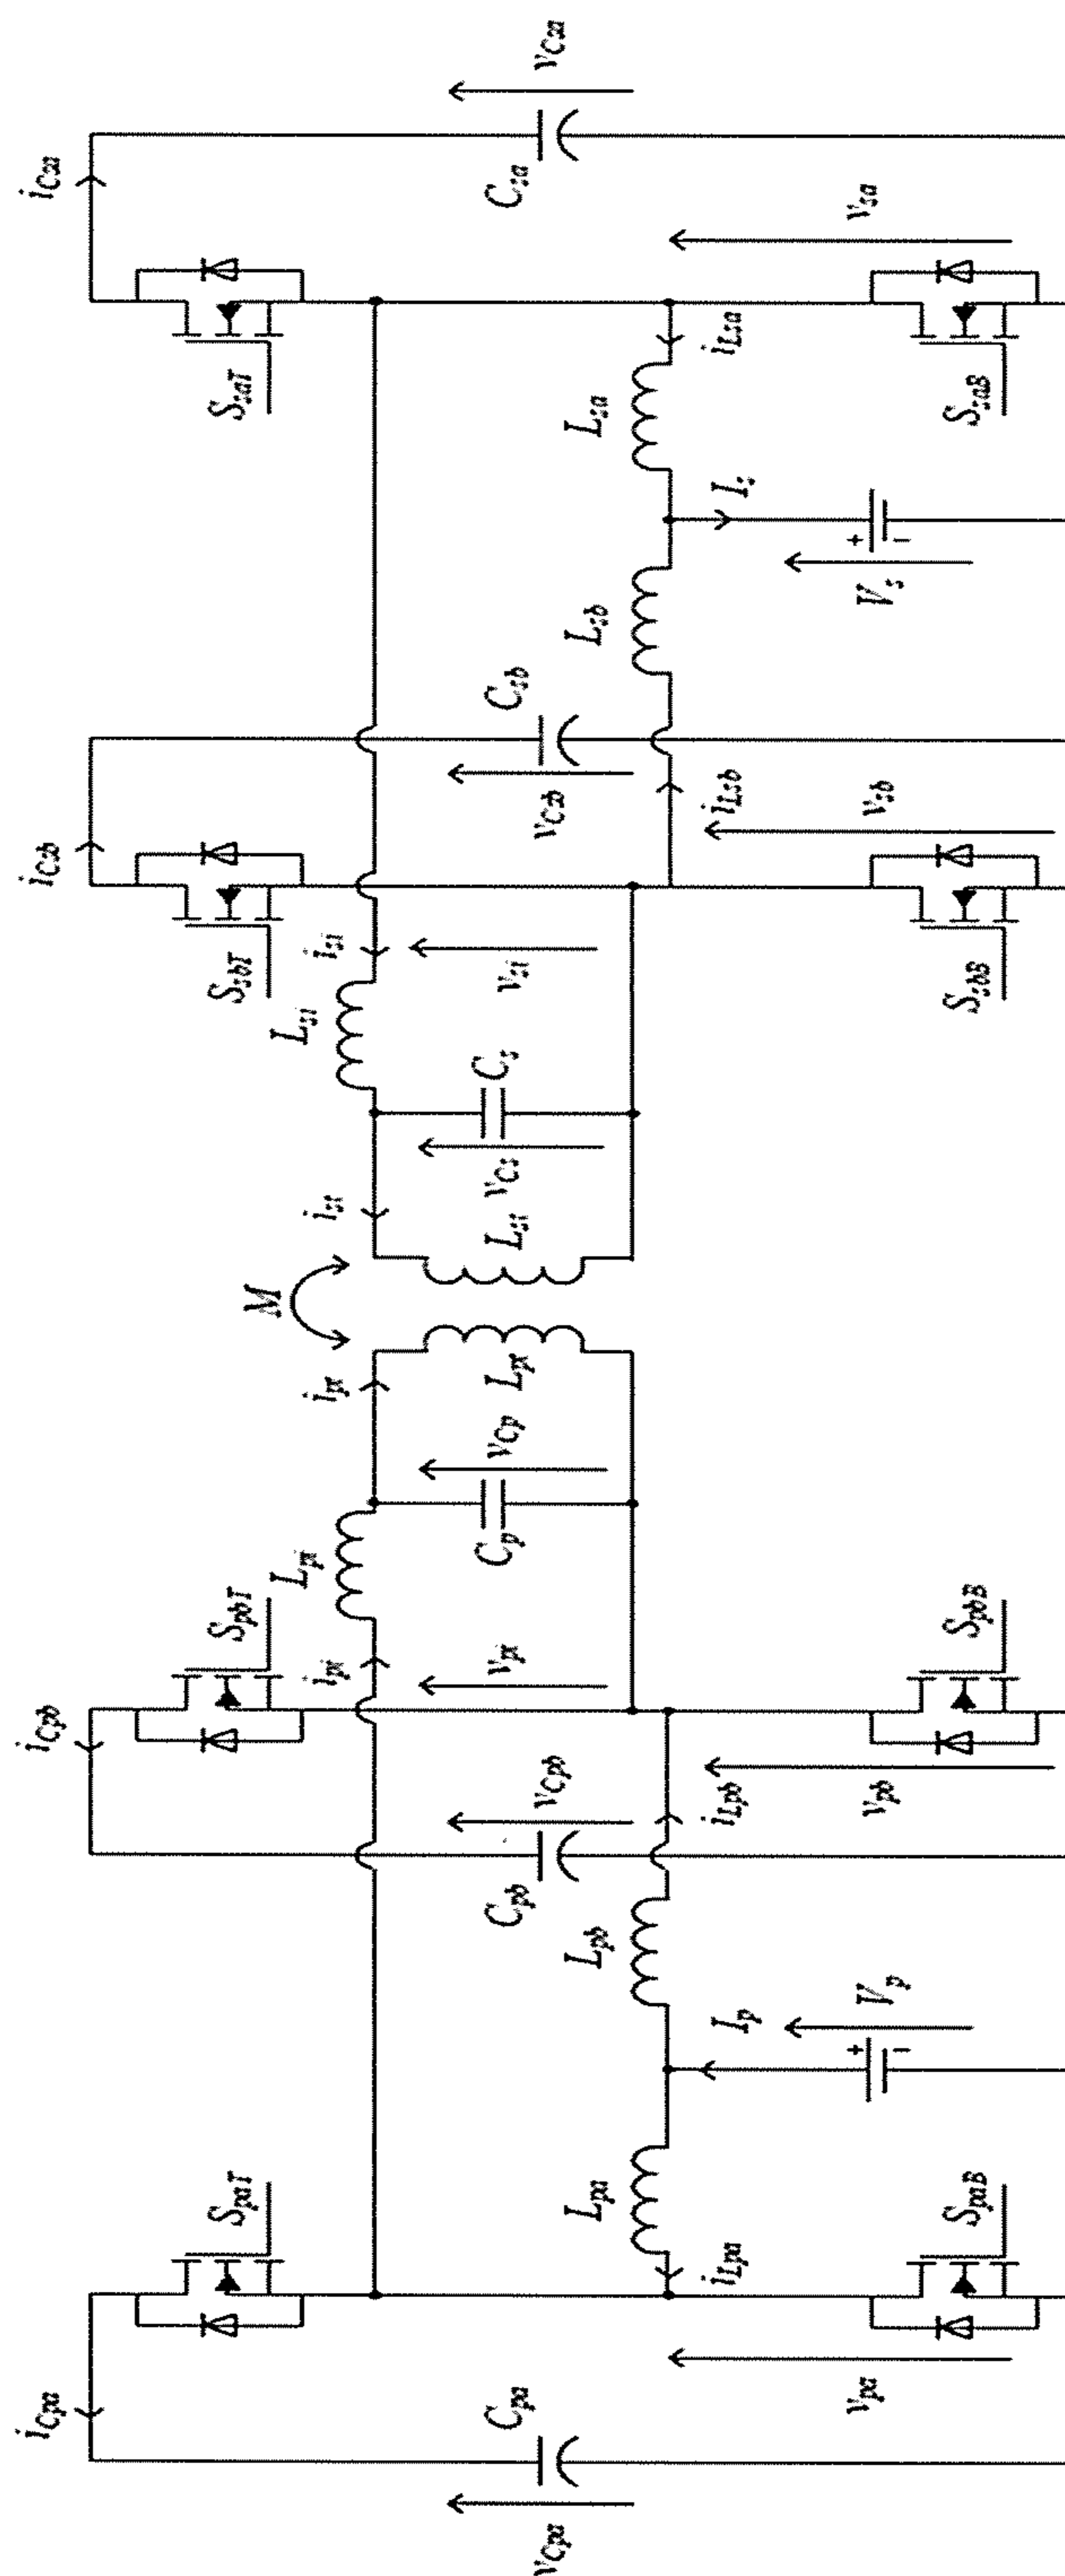 v_Csa
i_Csa
C_sa
v_sa
S_saT
i_Lsa
S_saB
L_sa
I_s
+
−
V_s
L_sb
C_sb
v_Csb
i_Csb
i_Lsb
v_sb
S_sbT
i_si
v_si
S_sbB
L_si
C_s
v_Cs
i_st
L_st
M
L_pt
i_pt
v_Cp
C_p
L_pi
S_pbT
S_pbB
i_pi
v_pi
i_Cpb
v_Cpb
i_Lpb
v_pb
C_pb
L_pb
I_p
V_p
+
−
S_paT
L_pa
S_paB
i_Lpa
i_Cpa
C_pa
v_pa
v_Cpa